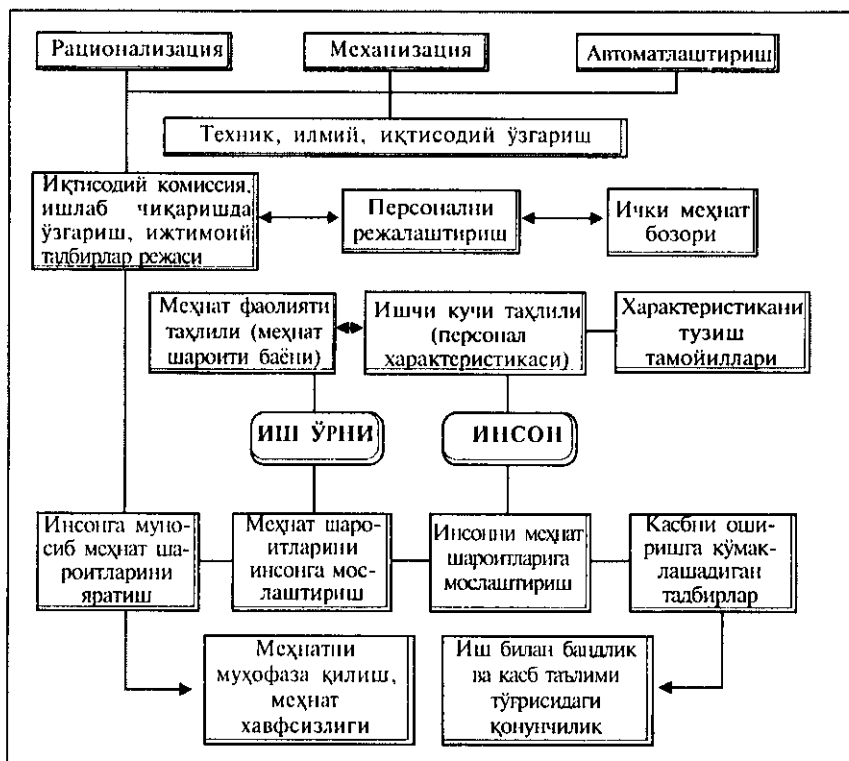 Рационализация
Механизация
Автоматлаштириш
Техник, илмий, иқтисодий ўзгариш
Иқтисодий комиссия,
ишлаб чиқаришда
ўзгариш, ижтимоий
тадбирлар режаси
Персонални
режалаштириш
Ички меҳнат
бозори
Меҳнат фаолияти
таҳлили (меҳнат
шароити баёни)
Ишчи кучи таҳлили
(персонал
характеристикаси)
Характеристикани
тузиш
тамойиллари
ИШ ЎРНИ
ИНСОН
Инсонга муно-
сиб меҳнат ша-
роитларини
яратиш
Меҳнат шаро-
итларини
инсонга мос-
лаштириш
Инсонни меҳнат
шароитларига
мослаштириш
Касбни оши-
ришга кўмак-
лашадиган
тадбирлар
Меҳнатни
муҳофаза қилиш,
меҳнат
хавфсизлиги
Иш билан бандлик
ва касб таълими
тўғрисидаги
қонунчилик